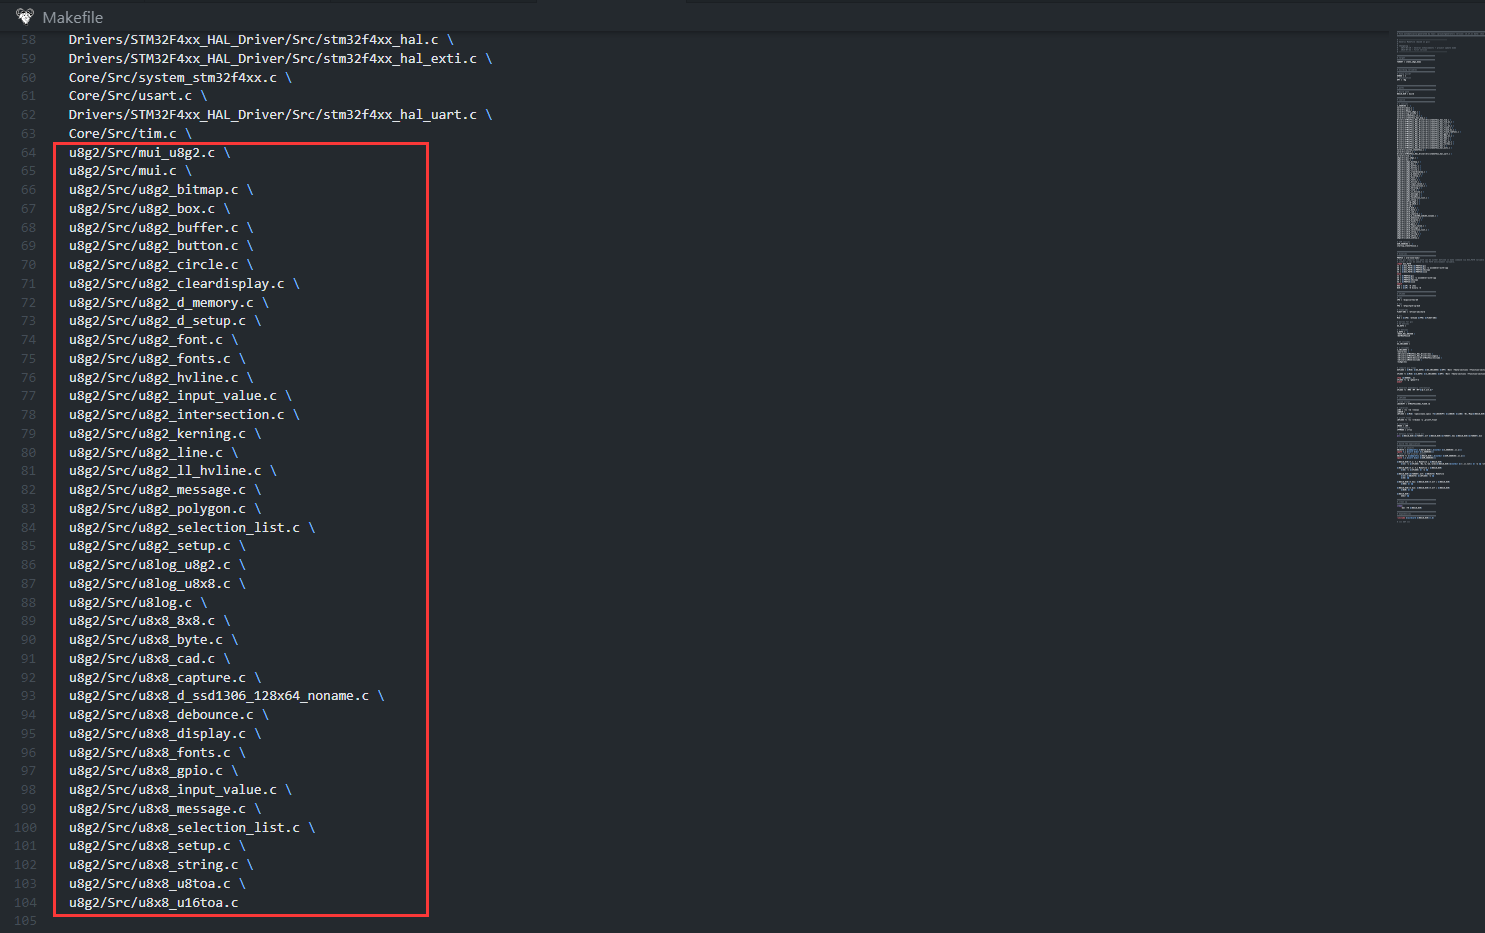 Makefile
58 Drivers/STM32F4xx_HAL_Driver/Src/stm32f4xx_hal.c \
59 Drivers/STM32F4xx_HAL_Driver/Src/stm32f4xx_hal_exti.c \
60 Core/Src/system_stm32f4xx.c \
61 Core/Src/usart.c \
62 Drivers/STM32F4xx_HAL_Driver/Src/stm32f4xx_hal_uart.c \
63 Core/Src/tim.c \
64 u8g2/Src/mui_u8g2.c \
65 u8g2/Src/mui.c \
66 u8g2/Src/u8g2_bitmap.c \
67 u8g2/Src/u8g2_box.c \
68 u8g2/Src/u8g2_buffer.c \
69 u8g2/Src/u8g2_button.c \
70 u8g2/Src/u8g2_circle.c \
71 u8g2/Src/u8g2_cleardisplay.c \
72 u8g2/Src/u8g2_d_memory.c \
73 u8g2/Src/u8g2_d_setup.c \
74 u8g2/Src/u8g2_font.c \
75 u8g2/Src/u8g2_fonts.c \
76 u8g2/Src/u8g2_hvline.c \
77 u8g2/Src/u8g2_input_value.c \
78 u8g2/Src/u8g2_intersection.c \
79 u8g2/Src/u8g2_kerning.c \
80 u8g2/Src/u8g2_line.c \
81 u8g2/Src/u8g2_ll_hvline.c \
82 u8g2/Src/u8g2_message.c \
83 u8g2/Src/u8g2_polygon.c \
84 u8g2/Src/u8g2_selection_list.c \
85 u8g2/Src/u8g2_setup.c \
86 u8g2/Src/u8log_u8g2.c \
87 u8g2/Src/u8log_u8x8.c \
88 u8g2/Src/u8log.c \
89 u8g2/Src/u8x8_8x8.c \
90 u8g2/Src/u8x8_byte.c \
91 u8g2/Src/u8x8_cad.c \
92 u8g2/Src/u8x8_capture.c \
93 u8g2/Src/u8x8_d_ssd1306_128x64_noname.c \
94 u8g2/Src/u8x8_debounce.c \
95 u8g2/Src/u8x8_display.c \
96 u8g2/Src/u8x8_fonts.c \
97 u8g2/Src/u8x8_gpio.c \
98 u8g2/Src/u8x8_input_value.c \
99 u8g2/Src/u8x8_message.c \
100 u8g2/Src/u8x8_selection_list.c \
101 u8g2/Src/u8x8_setup.c \
102 u8g2/Src/u8x8_string.c \
103 u8g2/Src/u8x8_u8toa.c \
104 u8g2/Src/u8x8_u16toa.c
105